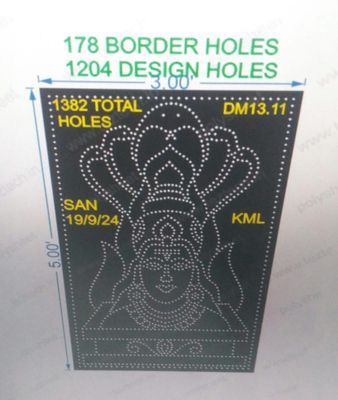 178 BORDER HOLES
1204 DESIGN HOLES
3.00'
1382 TOTAL
HOLES
DM13.11
SAN
19/9/24
KML
5.00'